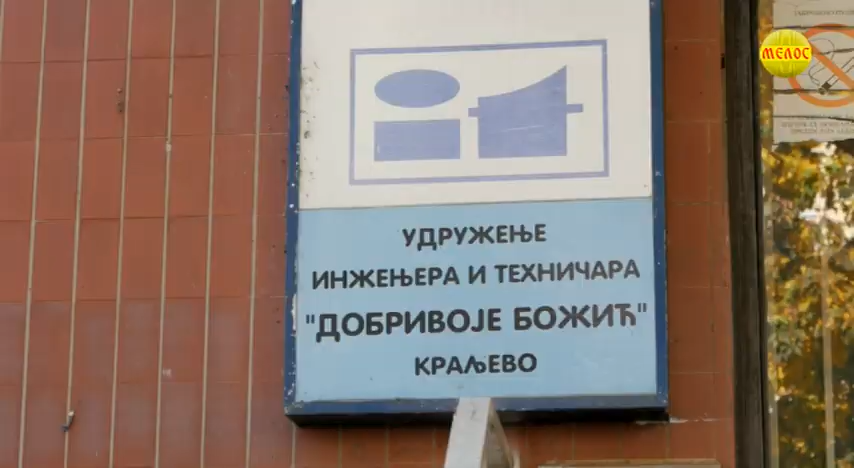 МЕЛОС
УДРУЖЕЊЕ
ИНЖЕЊЕРА И ТЕХНИЧАРА
"ДОБРИВОЈЕ БОЖИЋ"
КРАЉЕВО